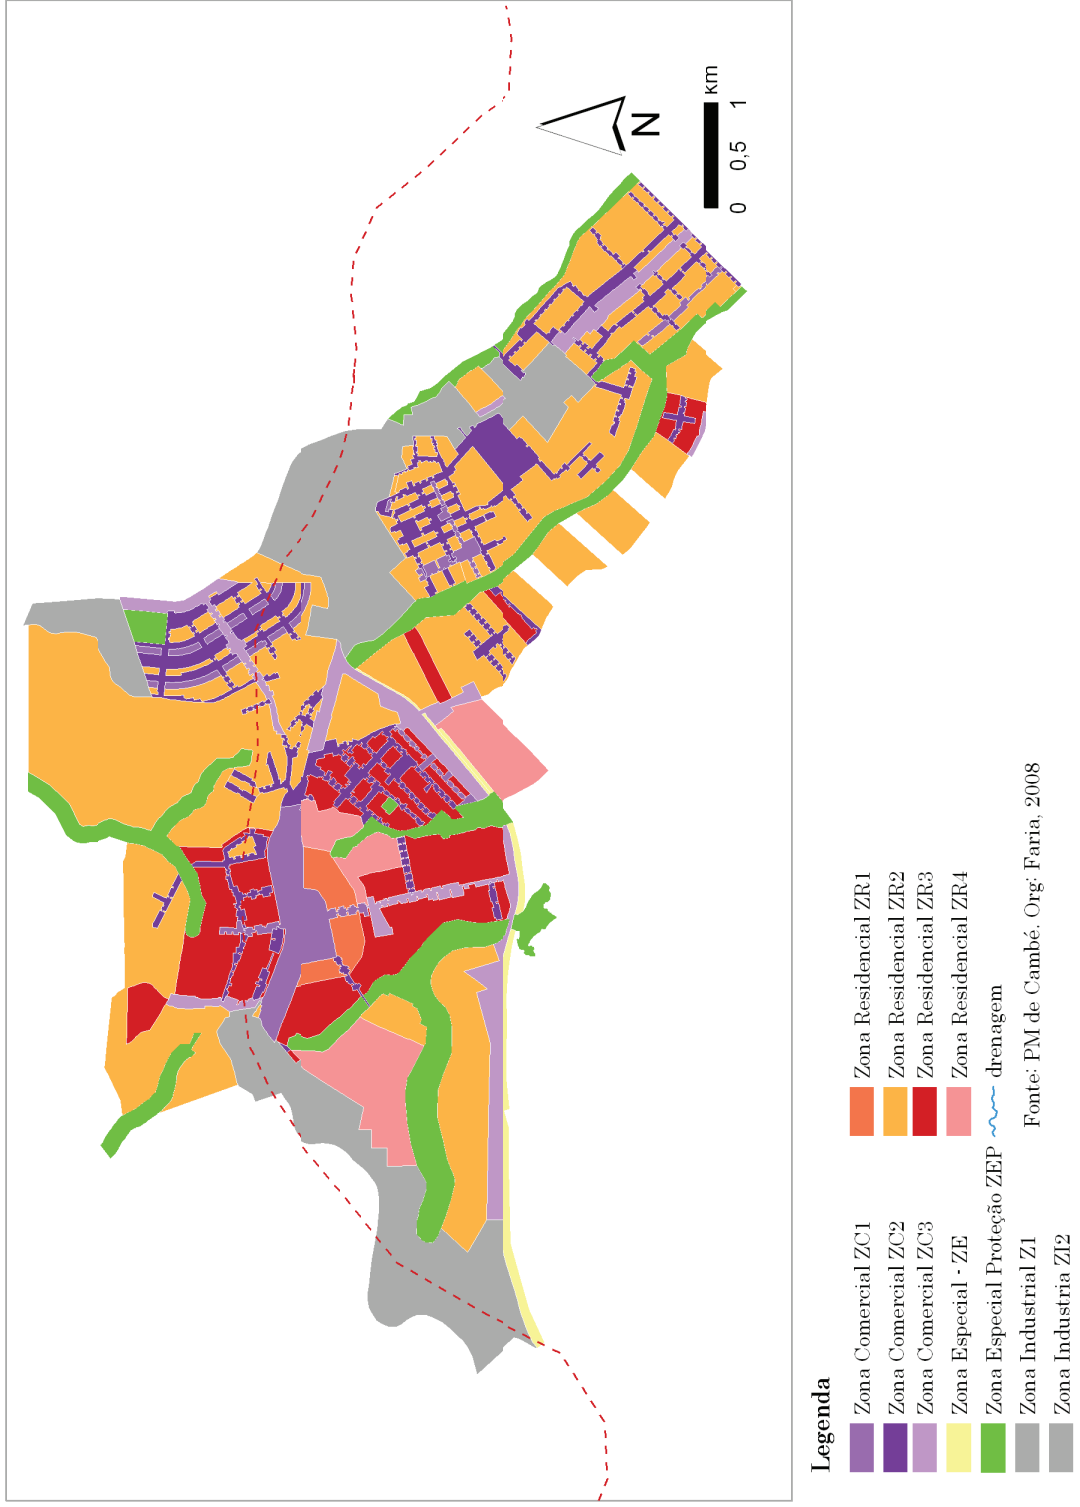 N
0 0,5 1 km
Legenda
Zona Comercial ZC1
Zona Comercial ZC2
Zona Comercial ZC3
Zona Especial - ZE
Zona Especial Proteção ZEP
Zona Industrial Z1
Zona Industria ZI2
Zona Residencial ZR1
Zona Residencial ZR2
Zona Residencial ZR3
Zona Residencial ZR4
drenagem
Fonte: PM de Cambé. Org: Faria, 2008